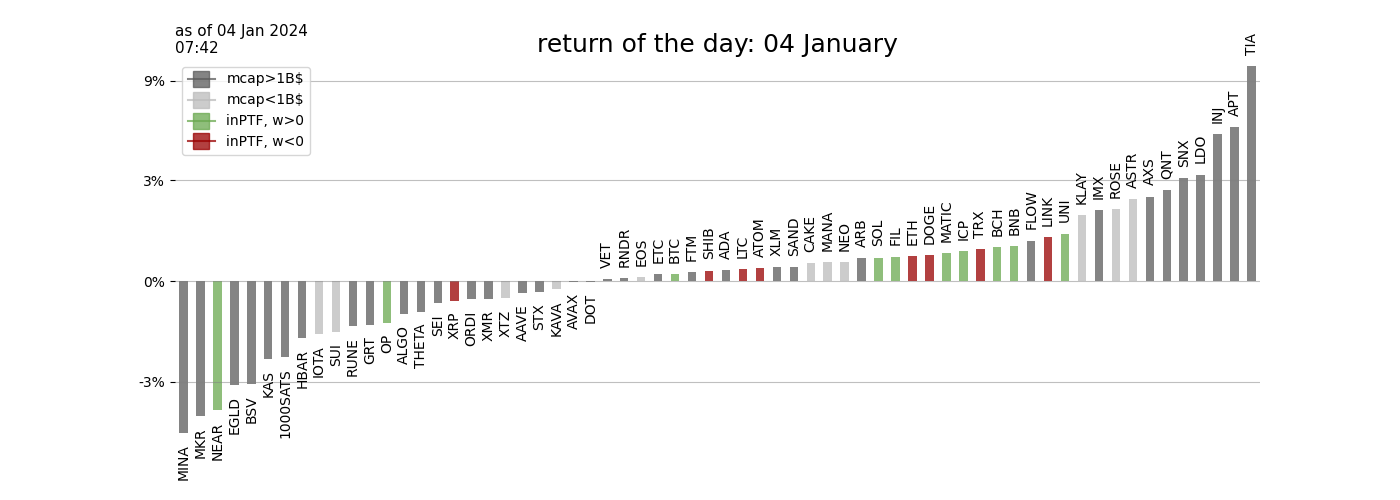 as of 04 Jan 2024
07:42
return of the day: 04 January
mcap>1B$
mcap<1B$
inPTF, w>0
inPTF, w<0
9%
3%
0%
-3%
MINA
MKR
NEAR
EGLD
BSV
KAS
1000SATS
HBAR
IOTA
SUI
RUNE
GRT
OP
ALGO
THETA
SEI
XRP
ORDI
XMR
XTZ
AAVE
STX
KAVA
AVAX
DOT
VET
RNDR
EOS
ETC
BTC
FTM
SHIB
ADA
LTC
ATOM
XLM
SAND
CAKE
MANA
NEO
ARB
SOL
FIL
ETH
DOGE
MATIC
ICP
TRX
BCH
BNB
FLOW
LINK
UNI
KLAY
IMX
ROSE
ASTR
AXS
QNT
SNX
LDO
INJ
APT
TIA